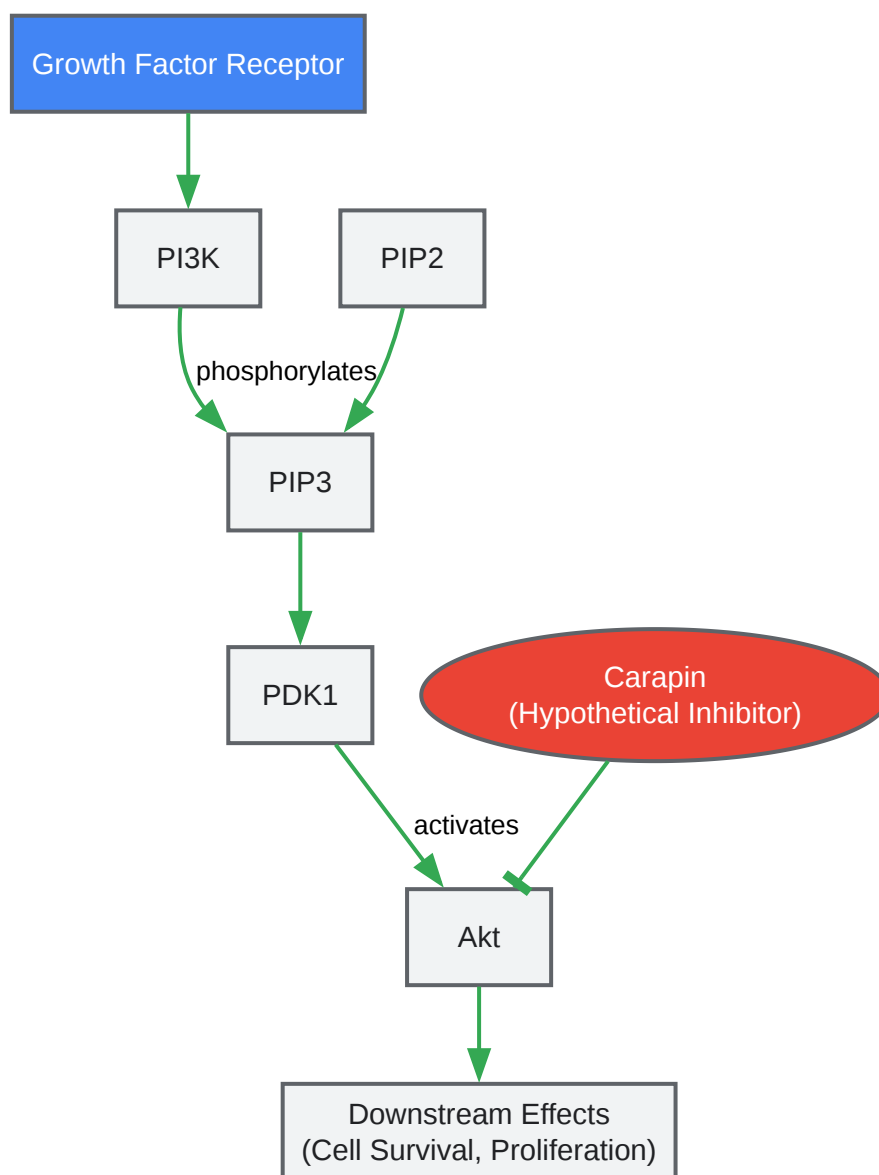 Growth Factor Receptor
PI3K
PIP2
phosphorylates
PIP3
PDK1
Carapin
(Hypothetical Inhibitor)
activates
Akt
Downstream Effects
(Cell Survival, Proliferation)